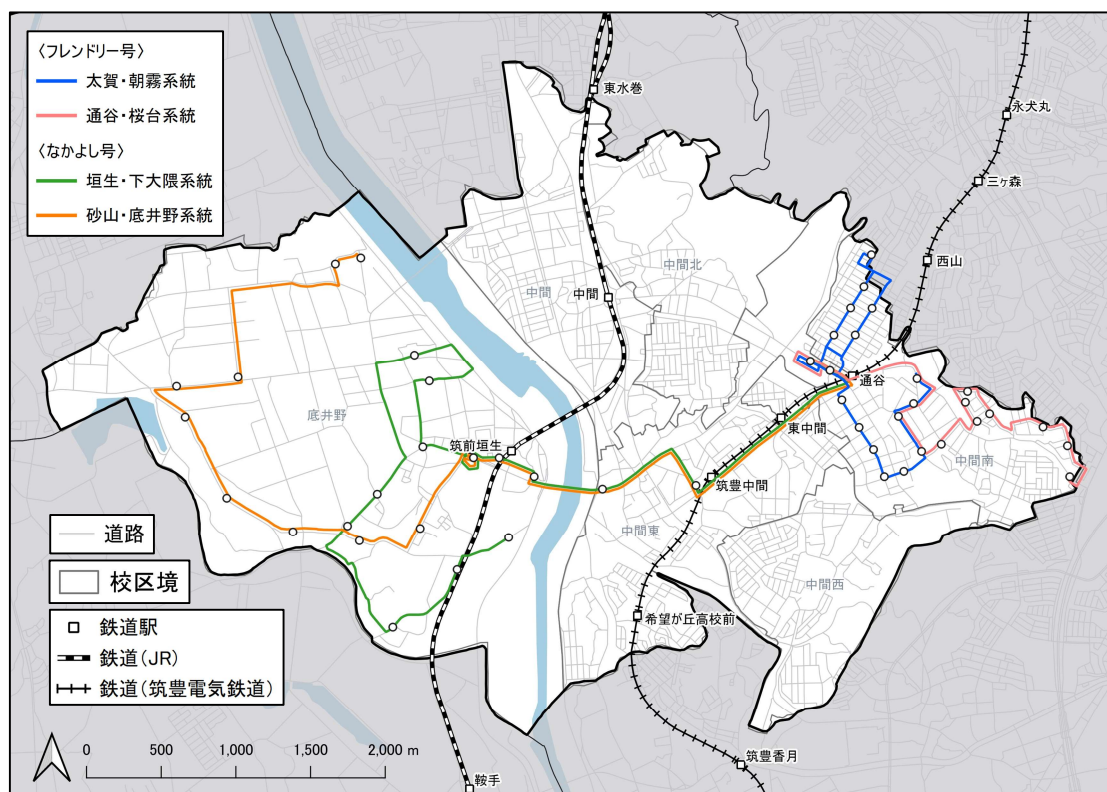 〈フレンドリー号〉
太賀・朝霧系統
通谷・桜台系統
〈なかよし号〉
垣生・下大隈系統
砂山・底井野系統
東水巻
永犬丸
三ヶ森
西山
中間北
中間
中間
通谷
底井野
筑前垣生
東中間
中間南
筑豊中間
中間東
中間西
希望が丘高校前
筑豊香月
鞍手
道路
校区境
鉄道駅
鉄道(JR)
鉄道(筑豊電気鉄道)
0 500 1,000 1,500 2,000 m